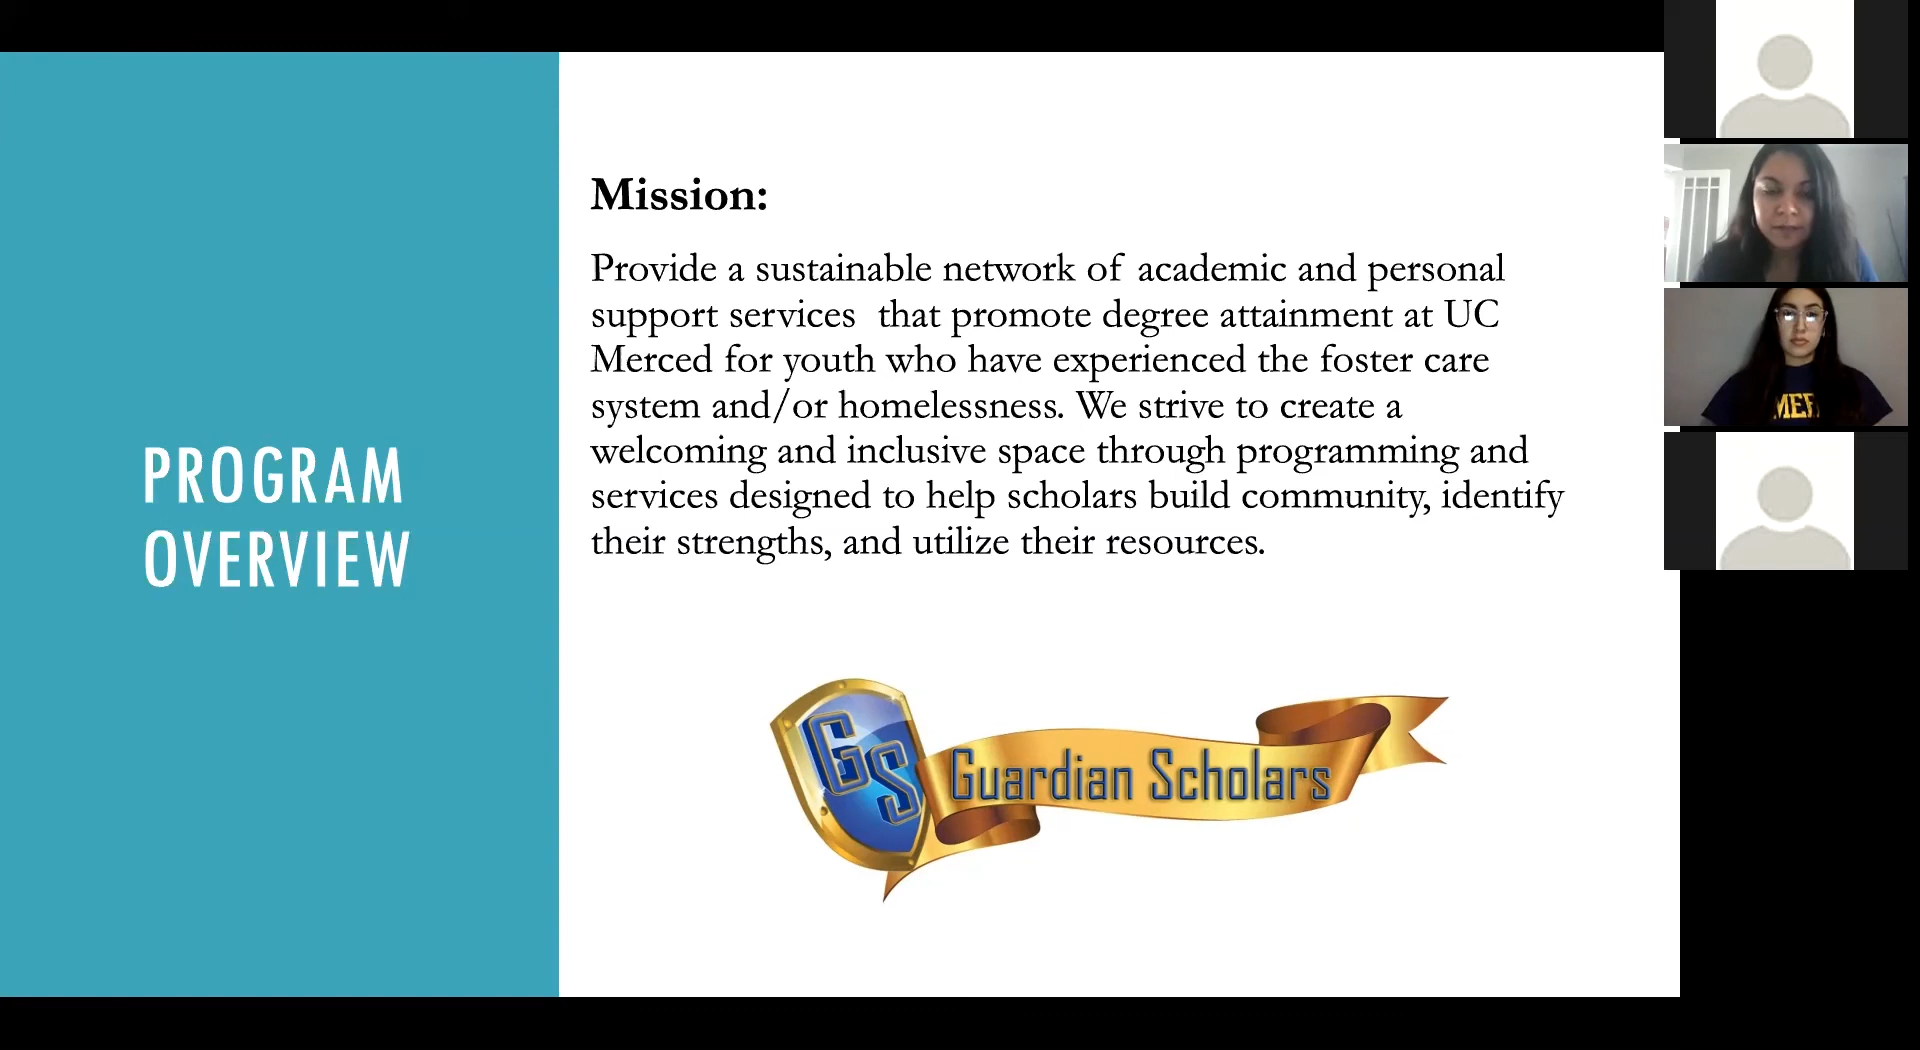 PROGRAM
OVERVIEW
Mission:
Provide a sustainable network of academic and personal
support services  that promote degree attainment at UC
Merced for youth who have experienced the foster care
system and/or homelessness. We strive to create a
welcoming and inclusive space through programming and
services designed to help scholars build community, identify
their strengths, and utilize their resources.
GS
Guardian Scholars
MER